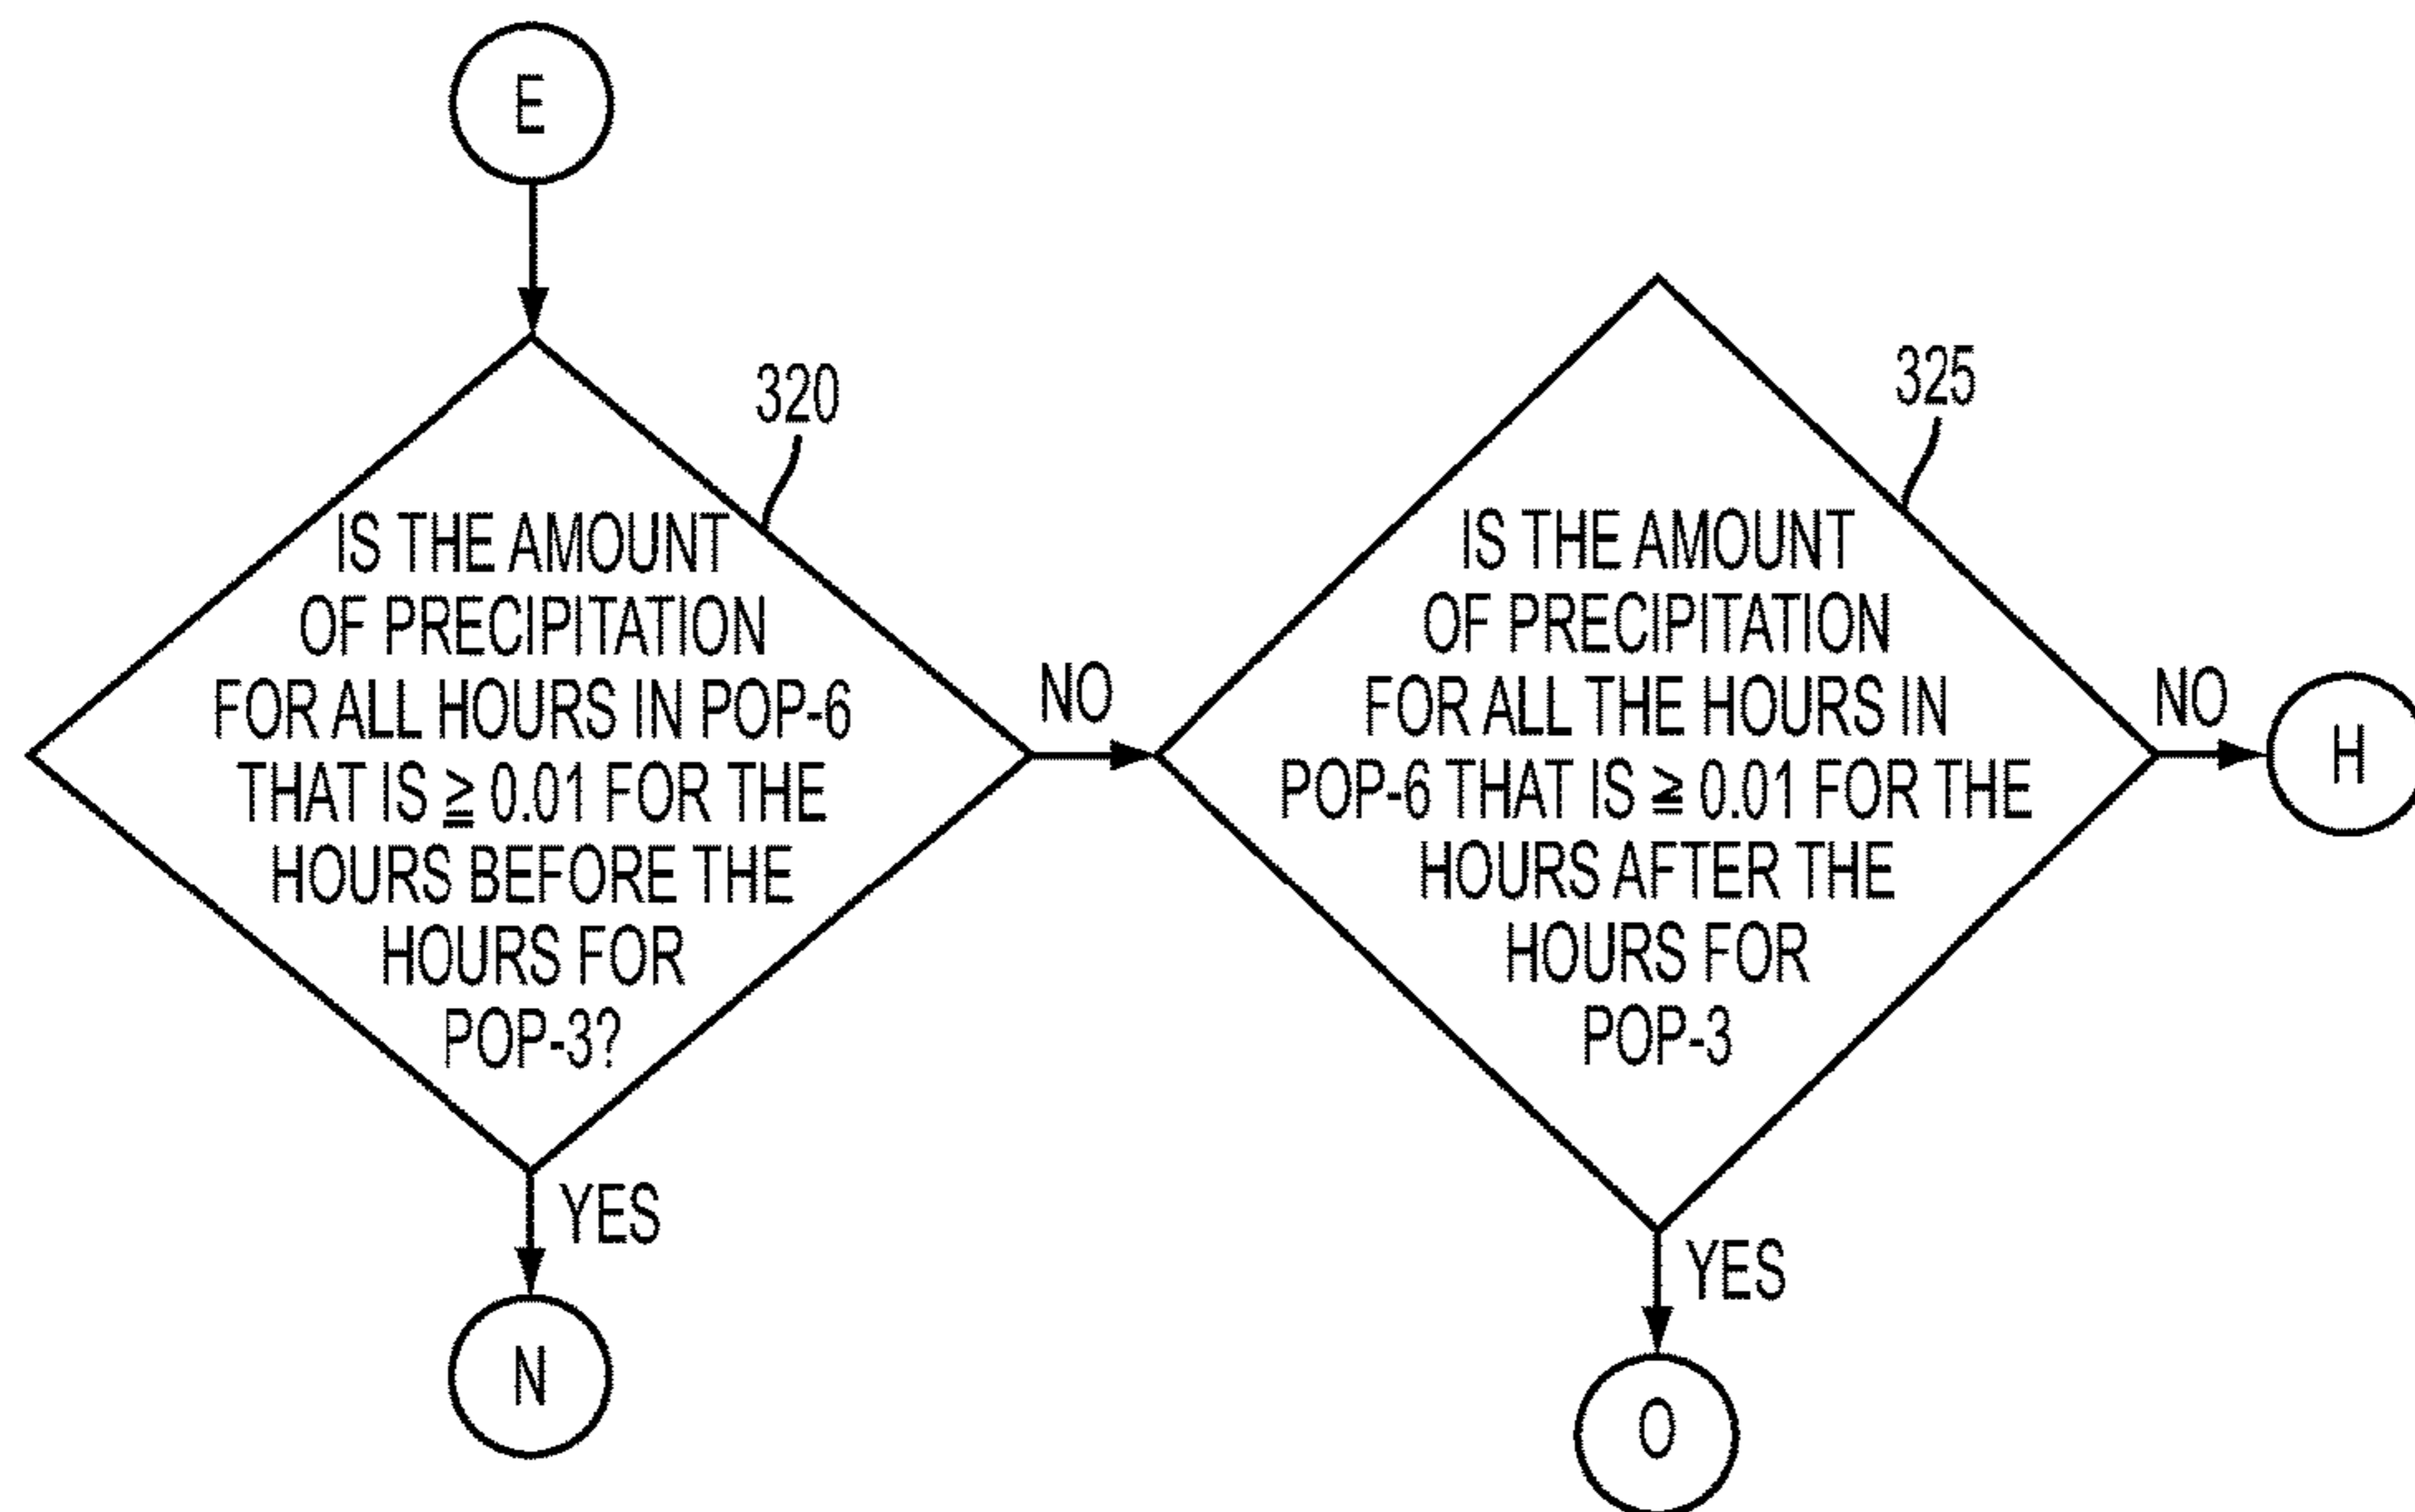 E
320
IS THE AMOUNT
OF PRECIPITATION
FOR ALL HOURS IN POP-6
THAT IS ≧ 0.01 FOR THE
HOURS BEFORE THE
HOURS FOR
POP-3?
NO
YES
N
325
IS THE AMOUNT
OF PRECIPITATION
FOR ALL THE HOURS IN
POP-6 THAT IS ≧ 0.01 FOR THE
HOURS AFTER THE
HOURS FOR
POP-3
NO
H
YES
O